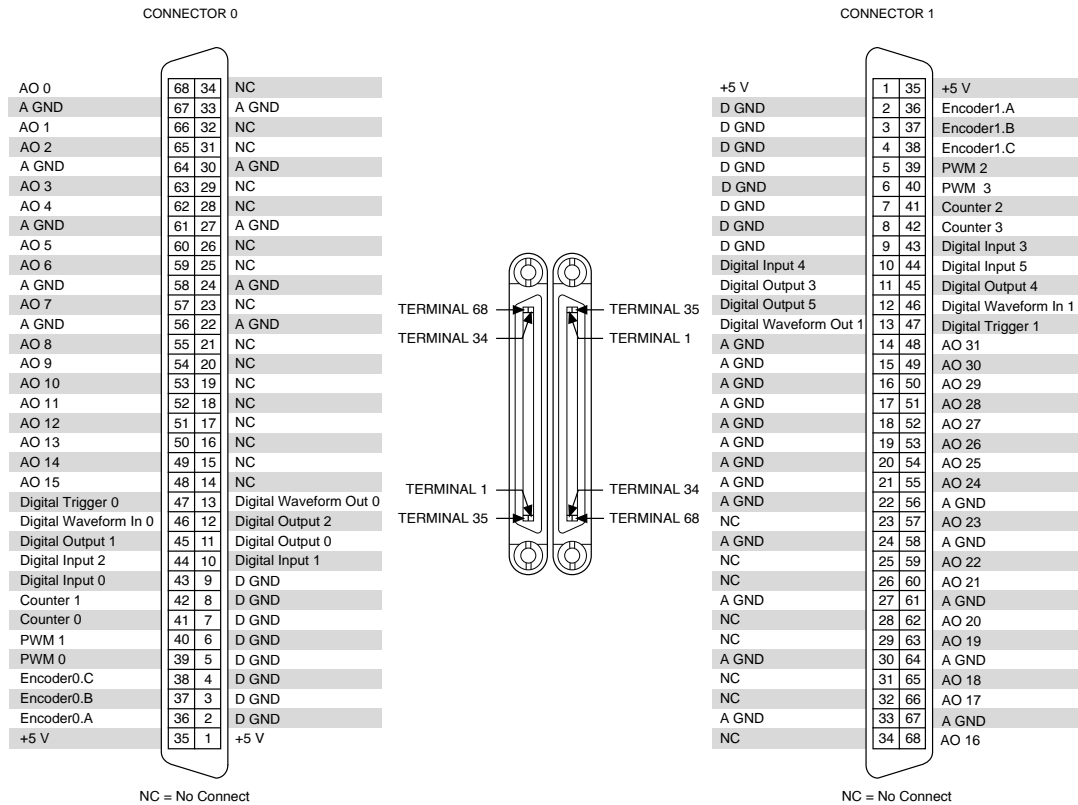 CONNECTOR 0
AO 0 68 34 NC
A GND 67 33 A GND
AO 1 66 32 NC
AO 2 65 31 NC
A GND 64 30 A GND
AO 3 63 29 NC
AO 4 62 28 NC
A GND 61 27 A GND
AO 5 60 26 NC
AO 6 59 25 NC
A GND 58 24 A GND
AO 7 57 23 NC
A GND 56 22 A GND
AO 8 55 21 NC
AO 9 54 20 NC
AO 10 53 19 NC
AO 11 52 18 NC
AO 12 51 17 NC
AO 13 50 16 NC
AO 14 49 15 NC
AO 15 48 14 NC
Digital Trigger 0 47 13 Digital Waveform Out 0
Digital Waveform In 0 46 12 Digital Output 2
Digital Output 1 45 11 Digital Output 0
Digital Input 2 44 10 Digital Input 1
Digital Input 0 43 9 D GND
Counter 1 42 8 D GND
Counter 0 41 7 D GND
PWM 1 40 6 D GND
PWM 0 39 5 D GND
Encoder0.C 38 4 D GND
Encoder0.B 37 3 D GND
Encoder0.A 36 2 D GND
+5 V 35 1 +5 V
NC = No Connect
TERMINAL 68
TERMINAL 34
TERMINAL 1
TERMINAL 35
TERMINAL 35
TERMINAL 1
TERMINAL 34
TERMINAL 68
CONNECTOR 1
+5 V 1 35 +5 V
D GND 2 36 Encoder1.A
D GND 3 37 Encoder1.B
D GND 4 38 Encoder1.C
D GND 5 39 PWM 2
D GND 6 40 PWM 3
D GND 7 41 Counter 2
D GND 8 42 Counter 3
D GND 9 43 Digital Input 3
Digital Input 4 10 44 Digital Input 5
Digital Output 3 11 45 Digital Output 4
Digital Output 5 12 46 Digital Waveform In 1
Digital Waveform Out 1 13 47 Digital Trigger 1
A GND 14 48 AO 31
A GND 15 49 AO 30
A GND 16 50 AO 29
A GND 17 51 AO 28
A GND 18 52 AO 27
A GND 19 53 AO 26
A GND 20 54 AO 25
A GND 21 55 AO 24
A GND 22 56 A GND
NC 23 57 AO 23
A GND 24 58 A GND
NC 25 59 AO 22
NC 26 60 AO 21
A GND 27 61 A GND
NC 28 62 AO 20
NC 29 63 AO 19
A GND 30 64 A GND
NC 31 65 AO 18
NC 32 66 AO 17
A GND 33 67 A GND
NC 34 68 AO 16
NC = No Connect